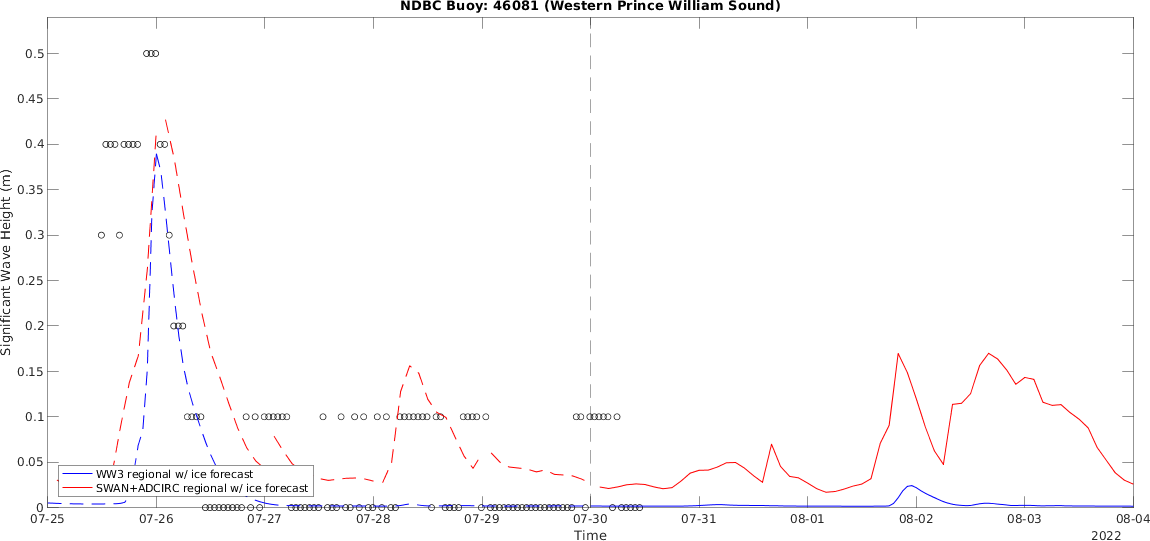 NDBC Buoy: 46081 (Western Prince William Sound)
0.5
0.45
0.4
0.35
0.3
0.25
0.2
0.15
0.1
0.05
0
Significant Wave Height (m)
WW3 regional w/ ice forecast
SWAN+ADCIRC regional w/ ice forecast
07-25 07-26 07-27 07-28 07-29 07-30 07-31 08-01 08-02 08-03 08-04
Time
2022